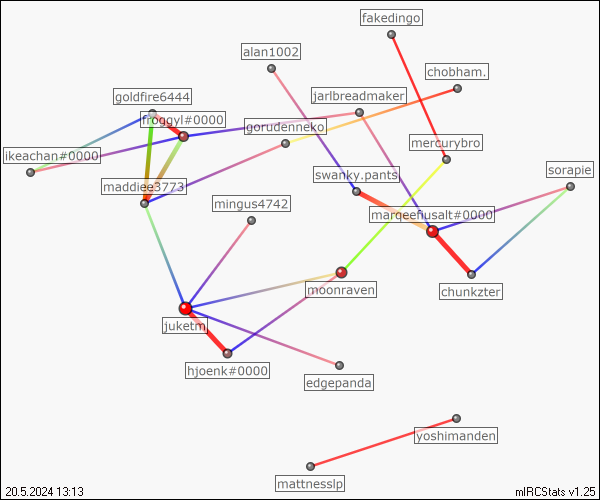 fakedingo
alan1002
chobham.
goldfire6444
jarlbreadmaker
froggyl#0000
gorudenneko
mercurybro
ikeachan#0000
swanky.pants
sorapie
maddiee3773
mingus4742
marqeefiusalt#0000
moonraven
chunkzter
juketm
hjoenk#0000
edgepanda
yoshimanden
mattnesslp
20.5.2024 13:13
mIRCStats v1.25